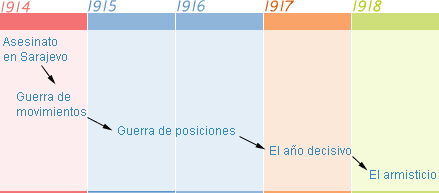 1914 1915 1916 1917 1918
Asesinato
en Sarajevo
Guerra de
movimientos
Guerra de posiciones
El año decisivo
El armisticio